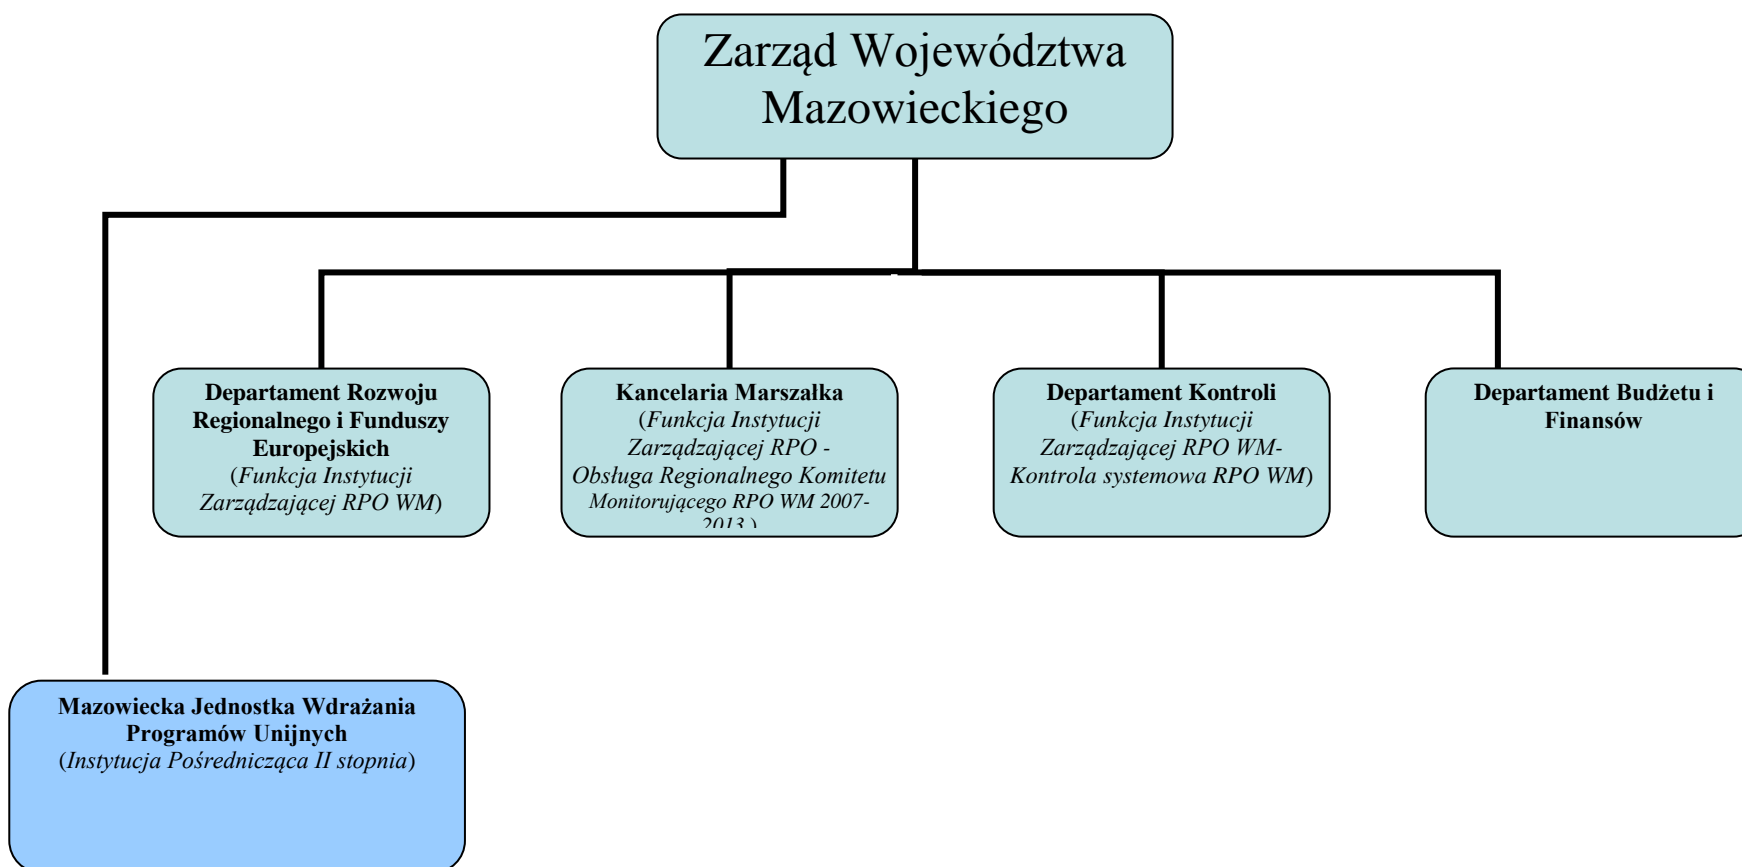 Zarząd Województwa
Mazowieckiego
Departament Rozwoju
Regionalnego i Funduszy
Europejskich
(Funkcja Instytucji
Zarządzającej RPO WM)
Kancelaria Marszałka
(Funkcja Instytucji
Zarządzającej RPO -
Obsługa Regionalnego Komitetu
Monitorującego RPO WM 2007-
2013 )
Departament Kontroli
(Funkcja Instytucji
Zarządzającej RPO WM-
Kontrola systemowa RPO WM)
Departament Budżetu i
Finansów
Mazowiecka Jednostka Wdrażania
Programów Unijnych
(Instytucja Pośrednicząca II stopnia)